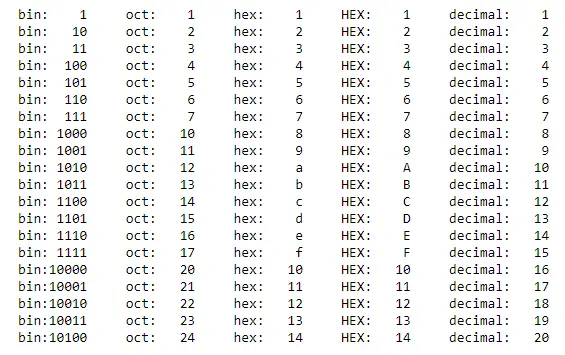 bin:    1    oct:   1    hex:    1    HEX:   1    decimal:   1
bin:   10    oct:   2    hex:    2    HEX:   2    decimal:   2
bin:   11    oct:   3    hex:    3    HEX:   3    decimal:   3
bin:  100    oct:   4    hex:    4    HEX:   4    decimal:   4
bin:  101    oct:   5    hex:    5    HEX:   5    decimal:   5
bin:  110    oct:   6    hex:    6    HEX:   6    decimal:   6
bin:  111    oct:   7    hex:    7    HEX:   7    decimal:   7
bin: 1000    oct:  10    hex:    8    HEX:   8    decimal:   8
bin: 1001    oct:  11    hex:    9    HEX:   9    decimal:   9
bin: 1010    oct:  12    hex:    a    HEX:   A    decimal:  10
bin: 1011    oct:  13    hex:    b    HEX:   B    decimal:  11
bin: 1100    oct:  14    hex:    c    HEX:   C    decimal:  12
bin: 1101    oct:  15    hex:    d    HEX:   D    decimal:  13
bin: 1110    oct:  16    hex:    e    HEX:   E    decimal:  14
bin: 1111    oct:  17    hex:    f    HEX:   F    decimal:  15
bin:10000    oct:  20    hex:   10    HEX:  10    decimal:  16
bin:10001    oct:  21    hex:   11    HEX:  11    decimal:  17
bin:10010    oct:  22    hex:   12    HEX:  12    decimal:  18
bin:10011    oct:  23    hex:   13    HEX:  13    decimal:  19
bin:10100    oct:  24    hex:   14    HEX:  14    decimal:  20